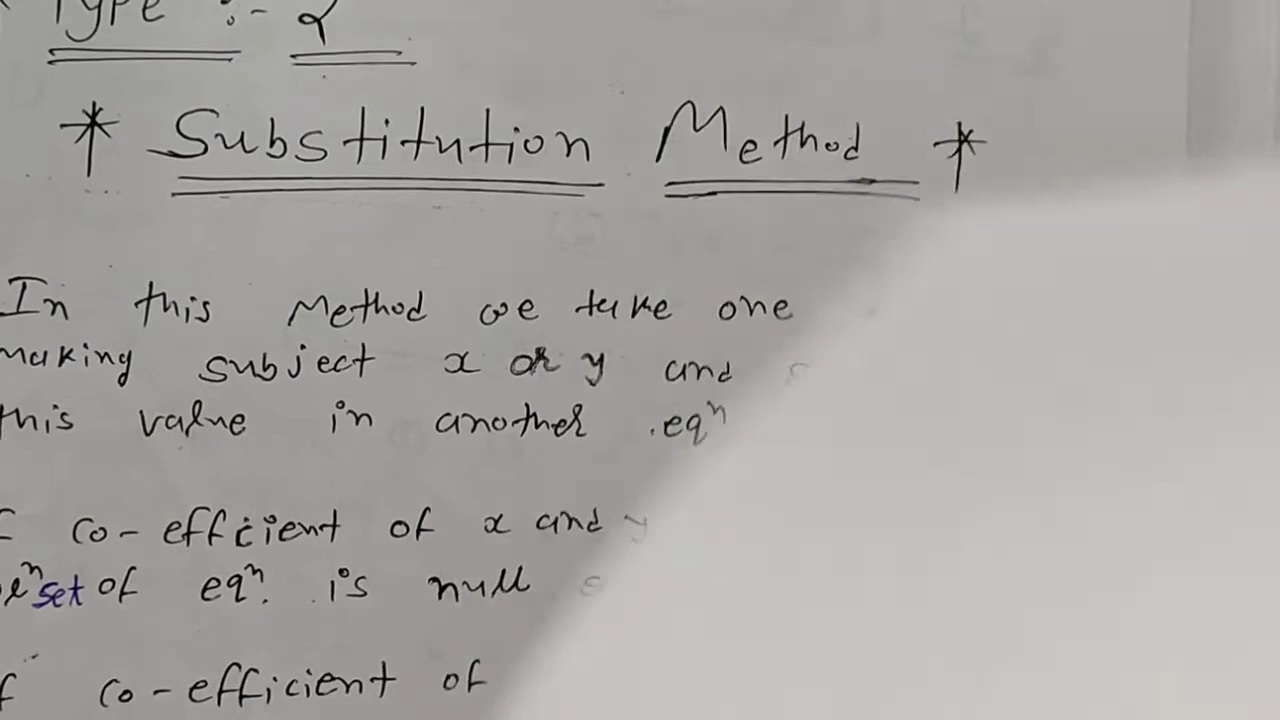 Type :- 2
* Substitution Method *
In this Method we take one
making subject x or y and
this value in another eqⁿ
co-efficient of x and y
set of eqⁿ. is null
co-efficient of